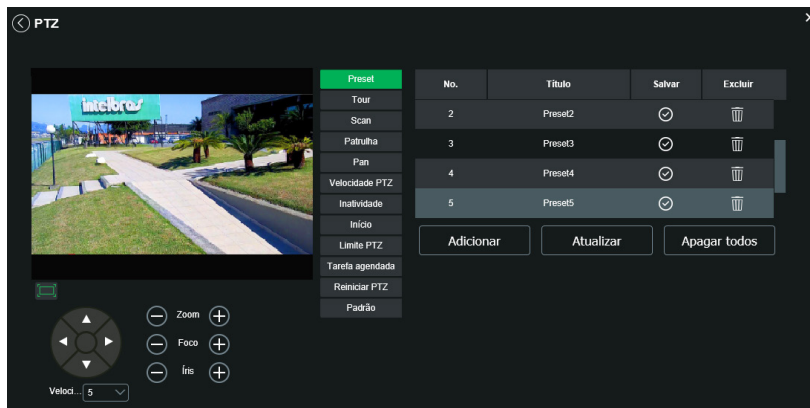 PTZ
intelbras
Preset
Tour
Scan
Patrulha
Pan
Velocidade PTZ
Inatividade
Início
Limite PTZ
Tarefa agendada
Reiniciar PTZ
Padrão
No. Título Salvar Excluir
2 Preset2
3 Preset3
4 Preset4
5 Preset5
Adicionar Atualizar Apagar todos
Zoom
Foco
Íris
Veloci... 5